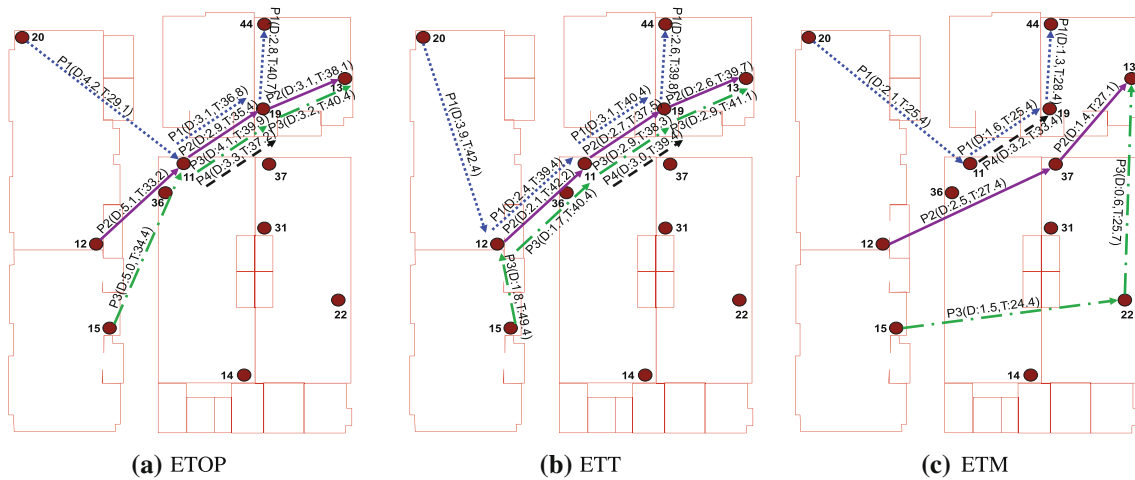 44
20
P1(D:4.2,T:29.1)
P1(D:2.8,T:40.7)
P1(D:3.1,T:36.8)
P2(D:2.9,T:35.4)
P2(D:3.1,T:38.1)
13
19
P3(D:4.1,T:39.9)
P3(D:3.2,T:40.4)
P4(D:3.3,T:37.2)
11
37
36
P2(D:5.1,T:33.2)
31
12
P3(D:5.0,T:34.4)
22
15
14
(a) ETOP
44
20
P1(D:3.9,T:42.4)
P1(D:2.6,T:39.8)
P1(D:3.1,T:40.4)
P2(D:2.7,T:37.5)
P2(D:2.6,T:39.7)
13
19
P3(D:2.9,T:38.3)
P3(D:2.9,T:41.1)
P4(D:3.0,T:39.4)
11
37
36
P1(D:2.4,T:39.4)
P2(D:2.1,T:42.2)
P3(D:1.7,T:40.4)
31
12
P3(D:1.8,T:49.4)
22
15
14
(b) ETT
44
20
P1(D:2.1,T:25.4)
P1(D:1.3,T:28.4)
13
P1(D:1.6,T:25.4)
19
P4(D:3.2,T:33.4)
P2(D:1.4,T:27.1)
11
37
36
P2(D:2.5,T:27.4)
31
12
P3(D:0.6,T:25.7)
P3(D:1.5,T:24.4)
22
15
14
(c) ETM